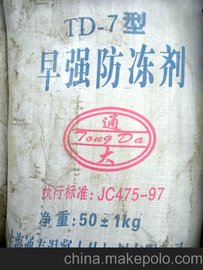 TD-7型
早强防冻剂
通
Tong Da
大
执行标准: JC475-97
净重: 50±1kg
china.makepolo.com